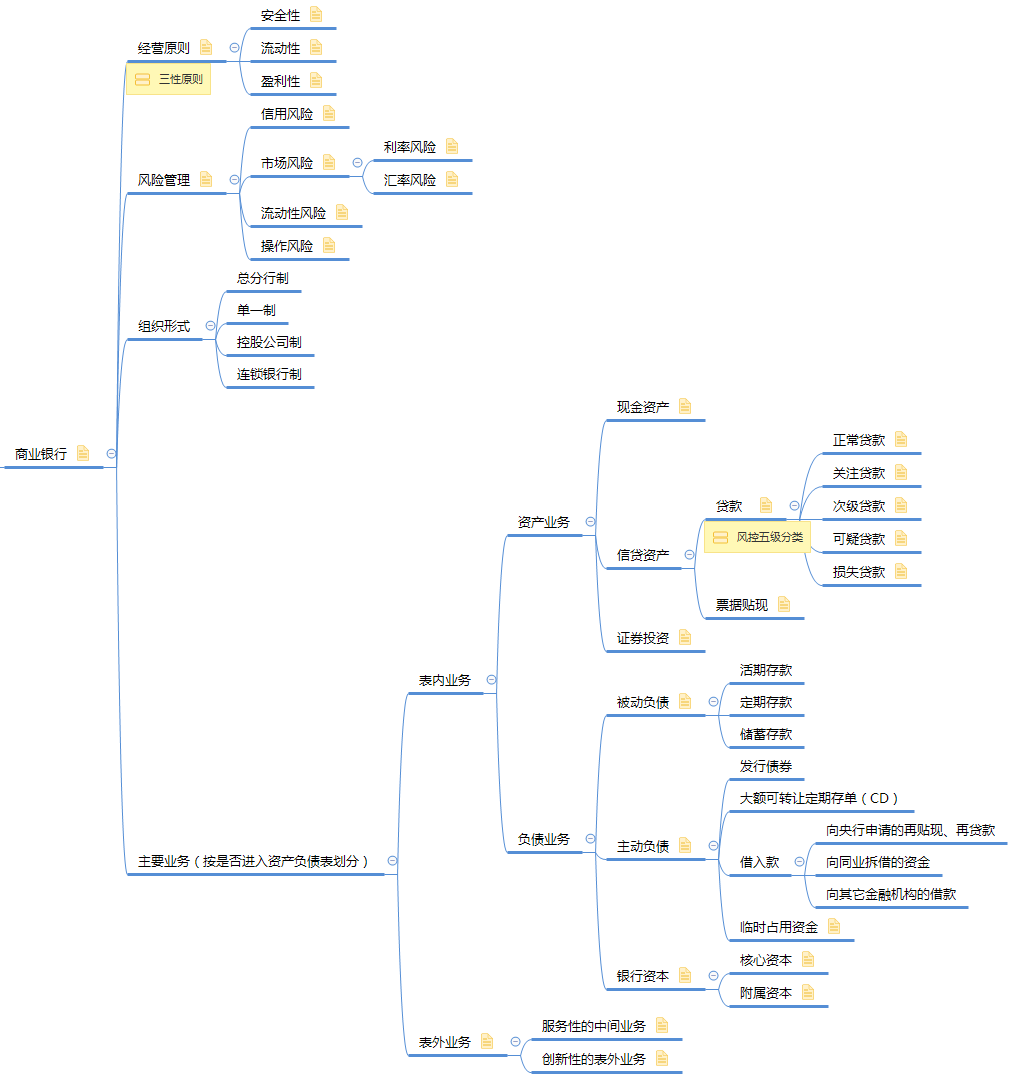 商业银行
经营原则
三性原则
安全性
流动性
盈利性
风险管理
信用风险
市场风险
利率风险
汇率风险
流动性风险
操作风险
组织形式
总分行制
单一制
控股公司制
连锁银行制
主要业务（按是否进入资产负债表划分）
表内业务
资产业务
现金资产
信贷资产
贷款
风控五级分类
正常贷款
关注贷款
次级贷款
可疑贷款
损失贷款
票据贴现
证券投资
负债业务
被动负债
活期存款
定期存款
储蓄存款
主动负债
发行债券
大额可转让定期存单（CD）
借入款
向央行申请的再贴现、再贷款
向同业拆借的资金
向其它金融机构的借款
临时占用资金
银行资本
核心资本
附属资本
表外业务
服务性的中间业务
创新性的表外业务